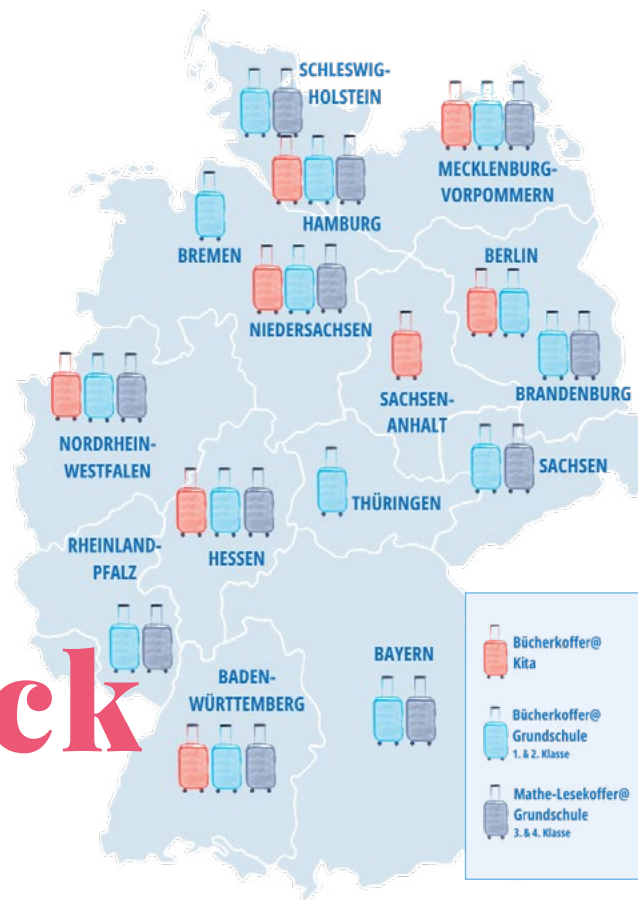 SCHLESWIG-
HOLSTEIN
MECKLENBURG-
VORPOMMERN
HAMBURG
BREMEN
BERLIN
NIEDERSACHSEN
BRANDENBURG
SACHSEN-
ANHALT
NORDRHEIN-
WESTFALEN
SACHSEN
THÜRINGEN
HESSEN
RHEINLAND-
PFALZ
BAYERN
BADEN-
WÜRTTEMBERG
ck
Bücherkoffer@
Kita
Bücherkoffer@
Grundschule
1. & 2. Klasse
Mathe-Lesekoffer@
Grundschule
3. & 4. Klasse